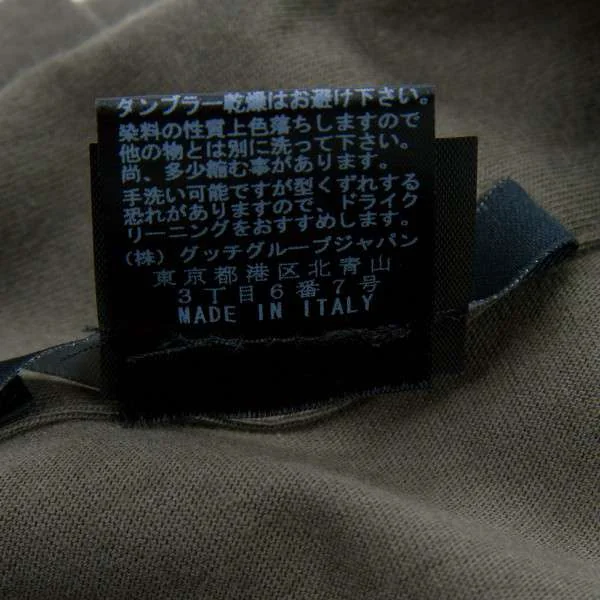 タンブラー乾燥はお避け下さい。
染料の性質上色落ちしますので
他の物とは別に洗って下さい。
尚、多少縮む事があります。
手洗い可能ですが型くずれする
恐れがありますので、ドライク
リーニングをおすすめします。
(株) グッチグループジャパン
東京都港区北青山
3丁目6番7号
MADE IN ITALY